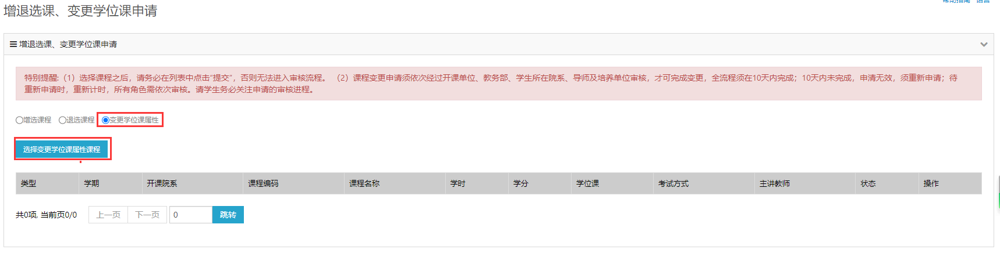 帮助指南 语言
增退选课、变更学位课申请
增退选课、变更学位课申请
特别提醒:（1）选择课程之后，请务必在列表中点击“提交”，否则无法进入审核流程。 （2）课程变更申请须依次经过开课单位、教务部、学生所在院系、导师及培养单位审核，才可完成变更，全流程须在10天内完成；10天内未完成，申清无效，须重新申请；待
重新申请时，重新计时，所有角色需依次审核。请学生务必关注申请的审核进程。
增选课程 退选课程 变更学位课属性
选择变更学位课属性课程
类型 学期 开课院系 课程编码 课程名称 学时 学分 学位课 考试方式 主讲教师 状态 操作
共0项, 当前页0/0 上一页 下一页 0 跳转